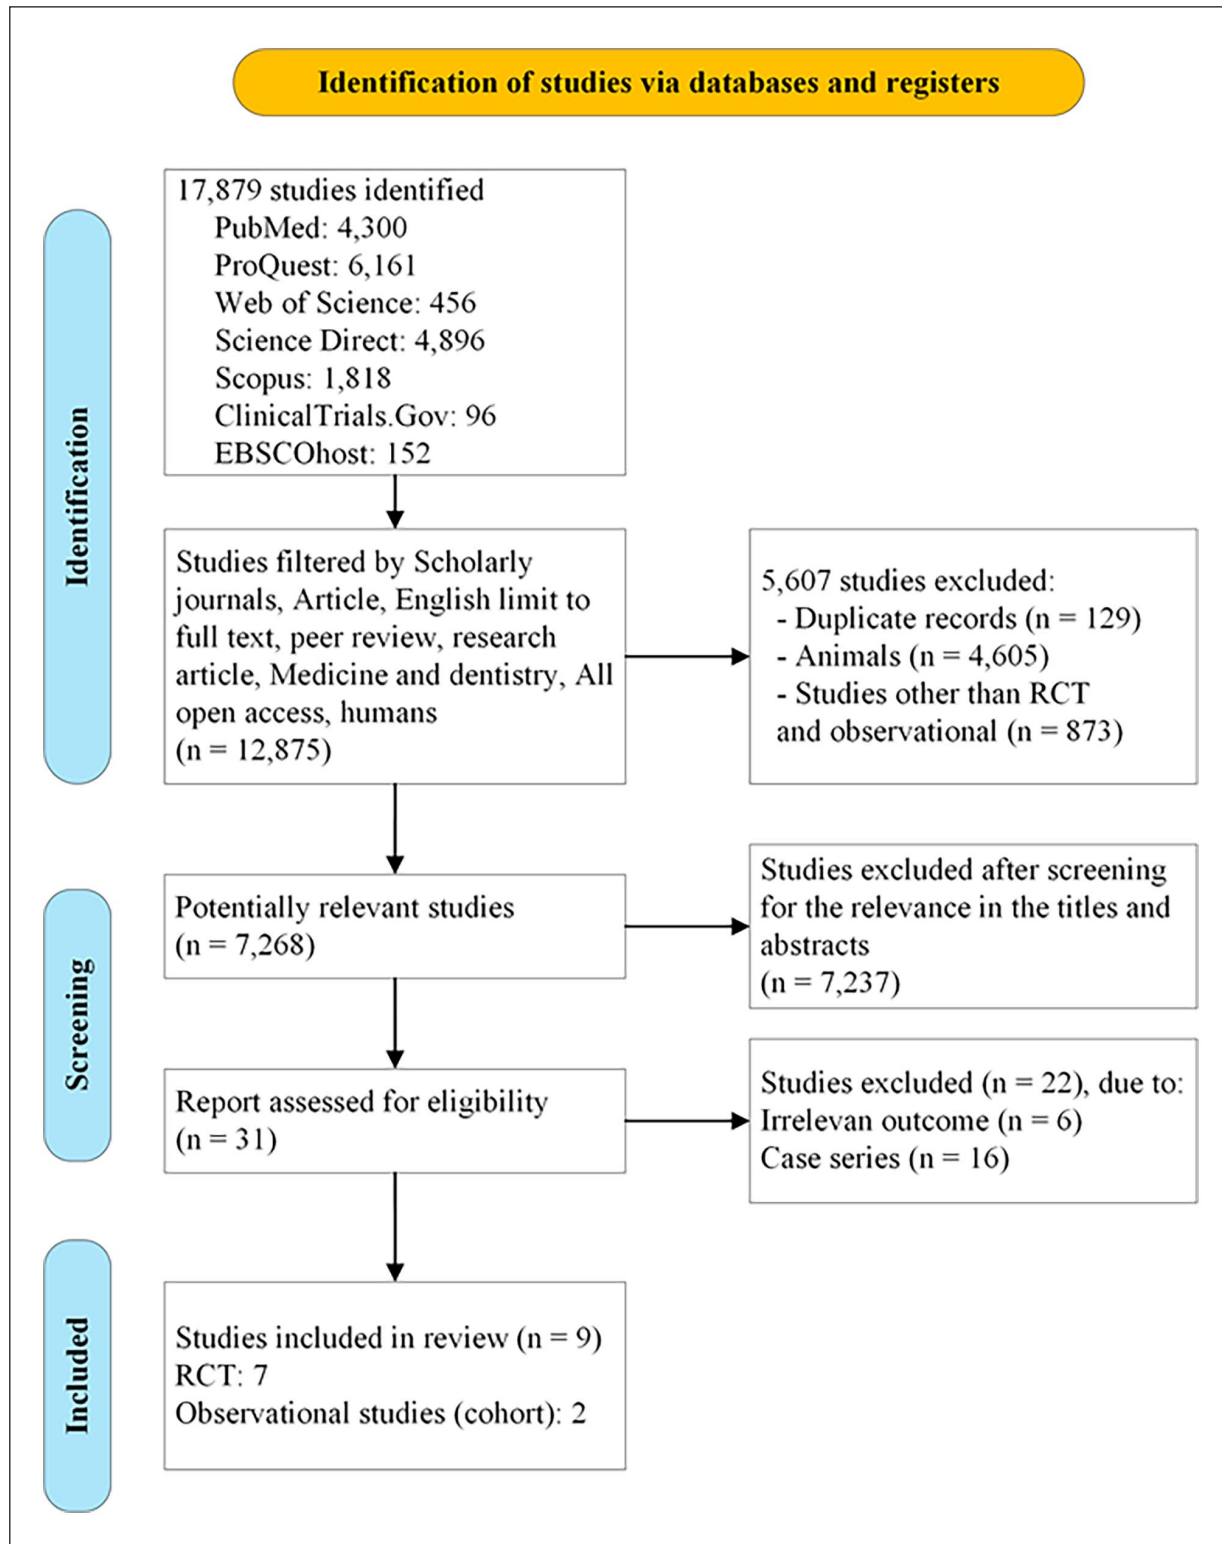 Identification of studies via databases and registers
Identification
17,879 studies identified
PubMed: 4,300
ProQuest: 6,161
Web of Science: 456
Science Direct: 4,896
Scopus: 1,818
ClinicalTrials.Gov: 96
EBSCOhost: 152
Studies filtered by Scholarly
journals, Article, English limit to
full text, peer review, research
article, Medicine and dentistry, All
open access, humans
(n = 12,875)
5,607 studies excluded:
- Duplicate records (n = 129)
- Animals (n = 4,605)
- Studies other than RCT
and observational (n = 873)
Screening
Potentially relevant studies
(n = 7,268)
Studies excluded after screening
for the relevance in the titles and
abstracts
(n = 7,237)
Report assessed for eligibility
(n = 31)
Studies excluded (n = 22), due to:
Irrelevan outcome (n = 6)
Case series (n = 16)
Included
Studies included in review (n = 9)
RCT: 7
Observational studies (cohort): 2